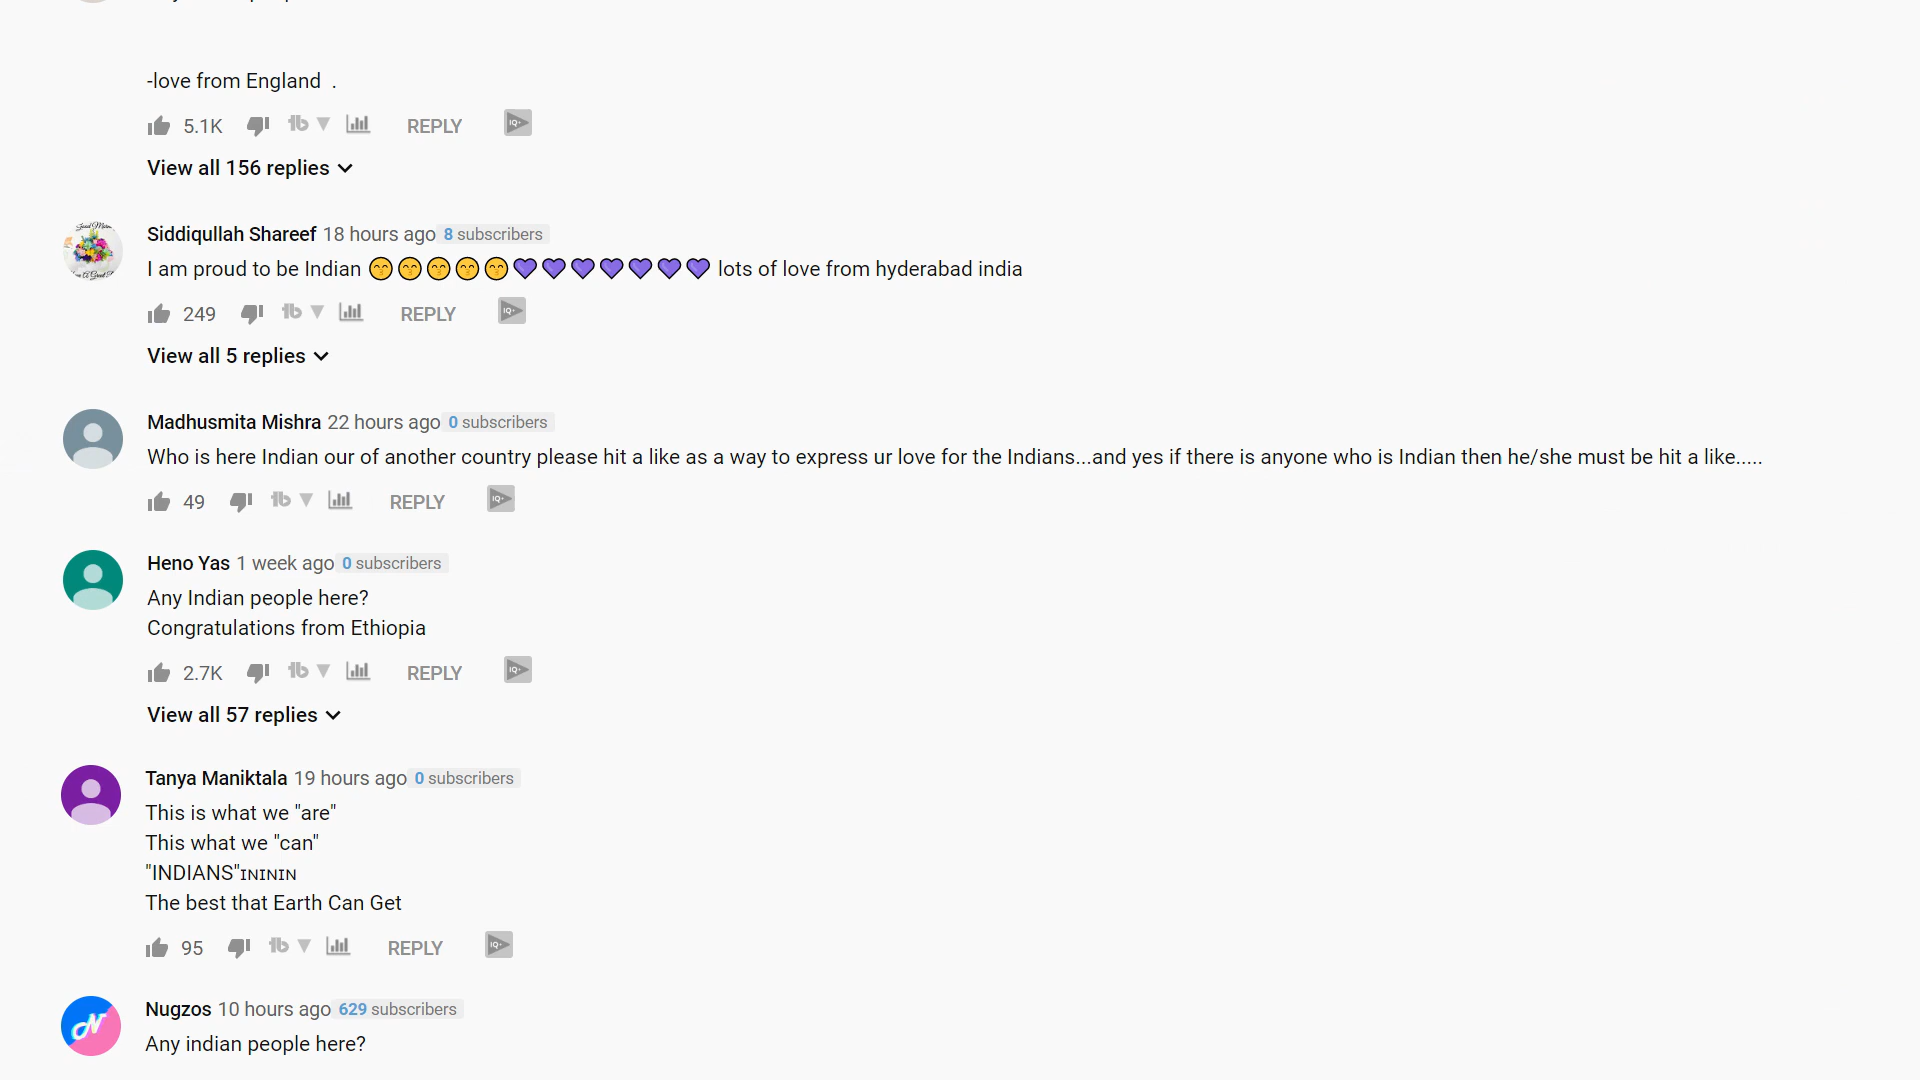 -love from England .
5.1K REPLY
View all 156 replies
Siddiqullah Shareef 18 hours ago 8 subscribers
I am proud to be Indian 😙😙😙😙😙💜💜💜💜💜💜💜 lots of love from hyderabad india
249 REPLY
View all 5 replies
Madhusmita Mishra 22 hours ago 0 subscribers
Who is here Indian our of another country please hit a like as a way to express ur love for the Indians...and yes if there is anyone who is Indian then he/she must be hit a like.....
49 REPLY
Heno Yas 1 week ago 0 subscribers
Any Indian people here?
Congratulations from Ethiopia
2.7K REPLY
View all 57 replies
Tanya Maniktala 19 hours ago 0 subscribers
This is what we "are"
This what we "can"
"INDIANS"ɪɴɪɴɪɴ
The best that Earth Can Get
95 REPLY
Nugzos 10 hours ago 629 subscribers
Any indian people here?